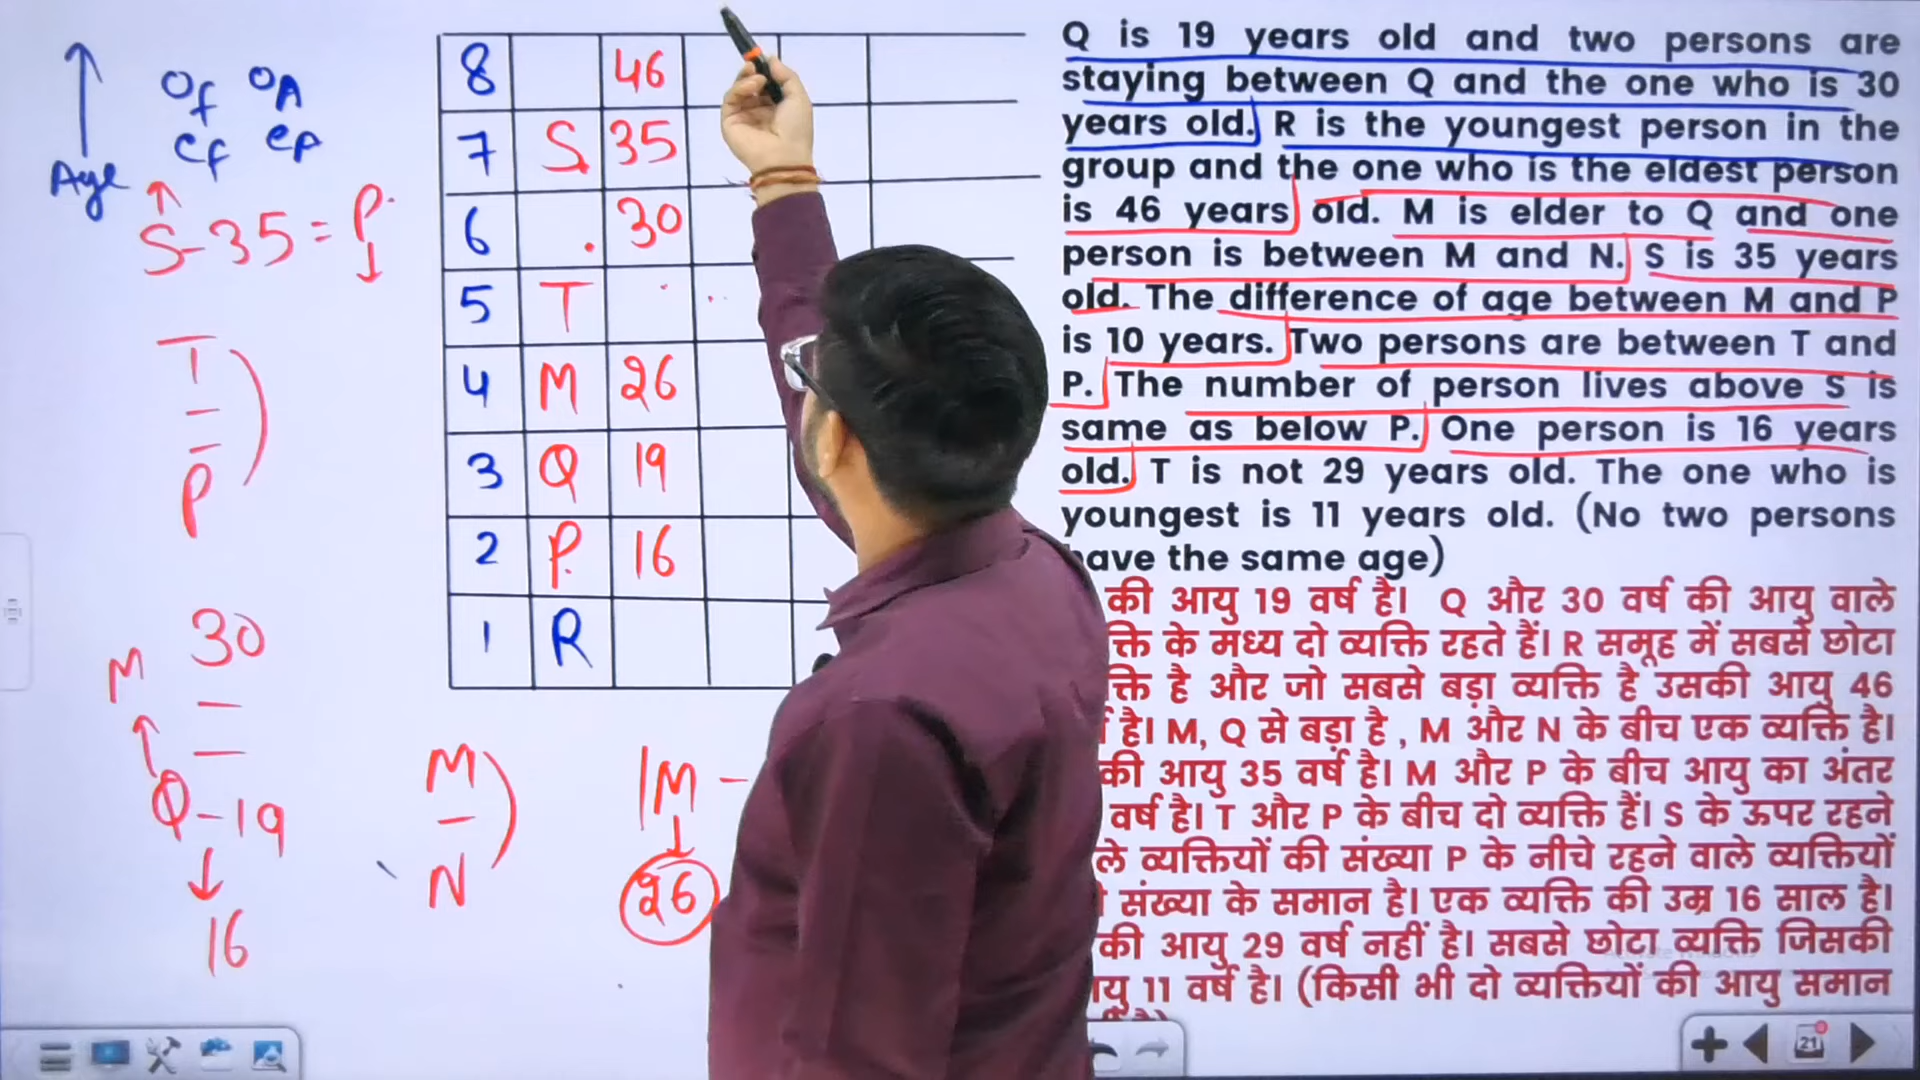 Q is 19 years old and two persons are
staying between Q and the one who is 30
years old. R is the youngest person in the
group and the one who is the eldest person
is 46 years old. M is elder to Q and one
person is between M and N. S is 35 years
old. The difference of age between M and P
is 10 years. Two persons are between T and
P. The number of person lives above S is
same as below P. One person is 16 years
old. T is not 29 years old. The one who is
youngest is 11 years old. (No two persons
have the same age)
की आयु 19 वर्ष है। Q और 30 वर्ष की आयु वाले
के मध्य दो व्यक्ति रहते हैं। R समूह में सबसे छोटा
है और जो सबसे बड़ा व्यक्ति है उसकी आयु 46
है। M, Q से बड़ा है , M और N के बीच एक व्यक्ति है।
की आयु 35 वर्ष है। M और P के बीच आयु का अंतर
वर्ष है। T और P के बीच दो व्यक्ति हैं। S के ऊपर रहने
व्यक्तियों की संख्या P के नीचे रहने वाले व्यक्तियों
संख्या के समान है। एक व्यक्ति की उम्र 16 साल है।
की आयु 29 वर्ष नहीं है। सबसे छोटा व्यक्ति जिसकी
11 वर्ष है। (किसी भी दो व्यक्तियों की आयु समान
8 46
7 S 35
6 30
5 T
4 M 26
3 Q 19
2 P 16
1 R
Of OA
Cf CA
Age
S-35=P
T
P
30
M
Q-19
16
M
N
|M -
26
21